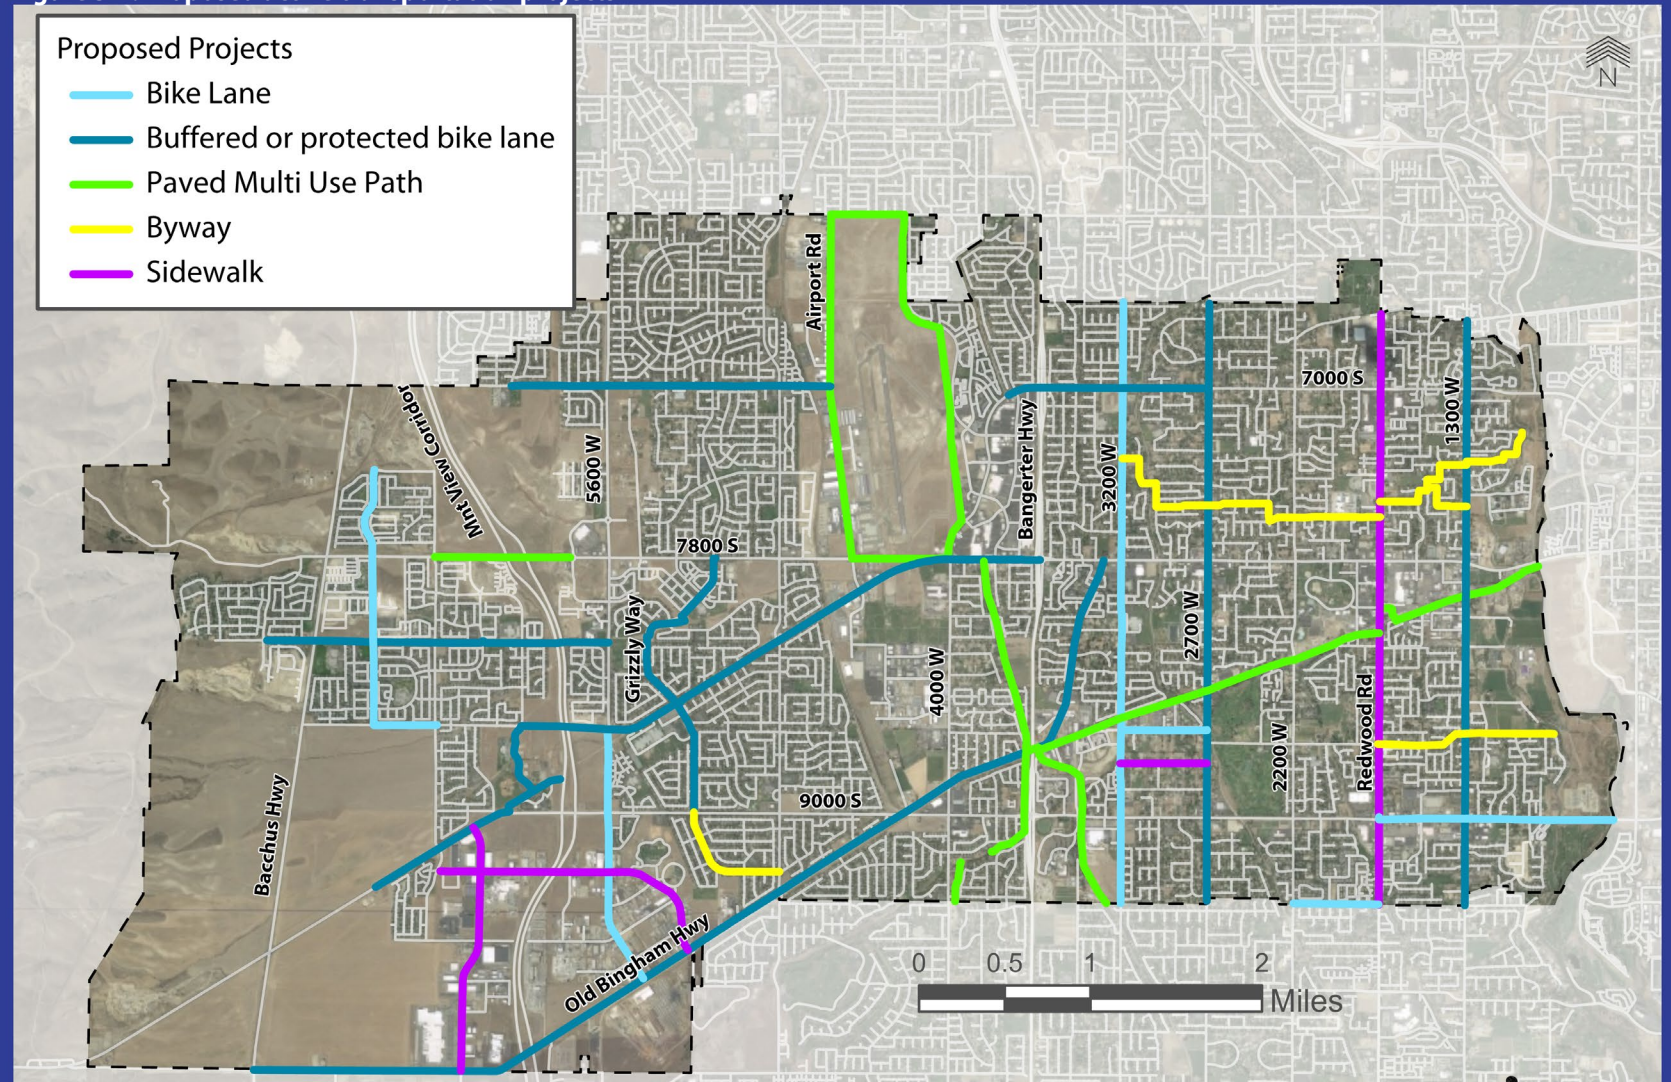 Proposed Projects
Bike Lane
Buffered or protected bike lane
Paved Multi Use Path
Byway
Sidewalk
N
Airport Rd
7000 S
1300 W
Mnt View Corridor
5600 W
Bangerter Hwy
3200 W
7800 S
Grizzly Way
2700 W
4000 W
Redwood Rd
2200 W
Bacchus Hwy
9000 S
Old Bingham Hwy
0 0.5 1 2
Miles